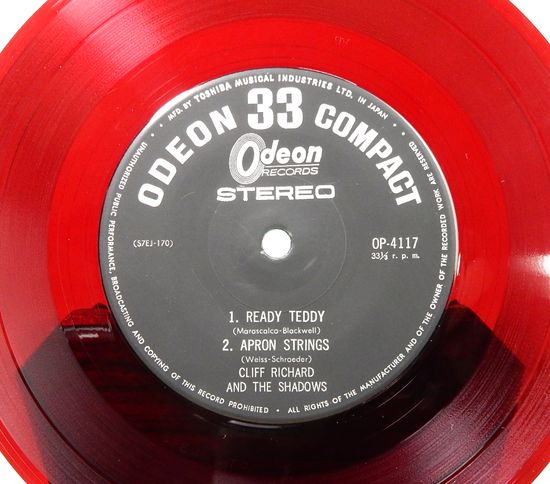 MFD. BY TOSHIBA MUSICAL INDUSTRIES LTD. IN JAPAN
ODEON 33 COMPACT
Odeon
RECORDS
STEREO
(S7EJ-170)
OP-4117
33⅓ r. p. m.
1. READY TEDDY
(Marascalco-Blackwell)
2. APRON STRINGS
(Weiss-Schroeder)
CLIFF RICHARD
AND THE SHADOWS
UNAUTHORIZED PUBLIC PERFORMANCE, BROADCASTING AND COPYING OF THIS RECORD PROHIBITED • ALL RIGHTS OF THE MANUFACTURER AND OF THE OWNER OF THE RECORDED WORK ARE RESERVED